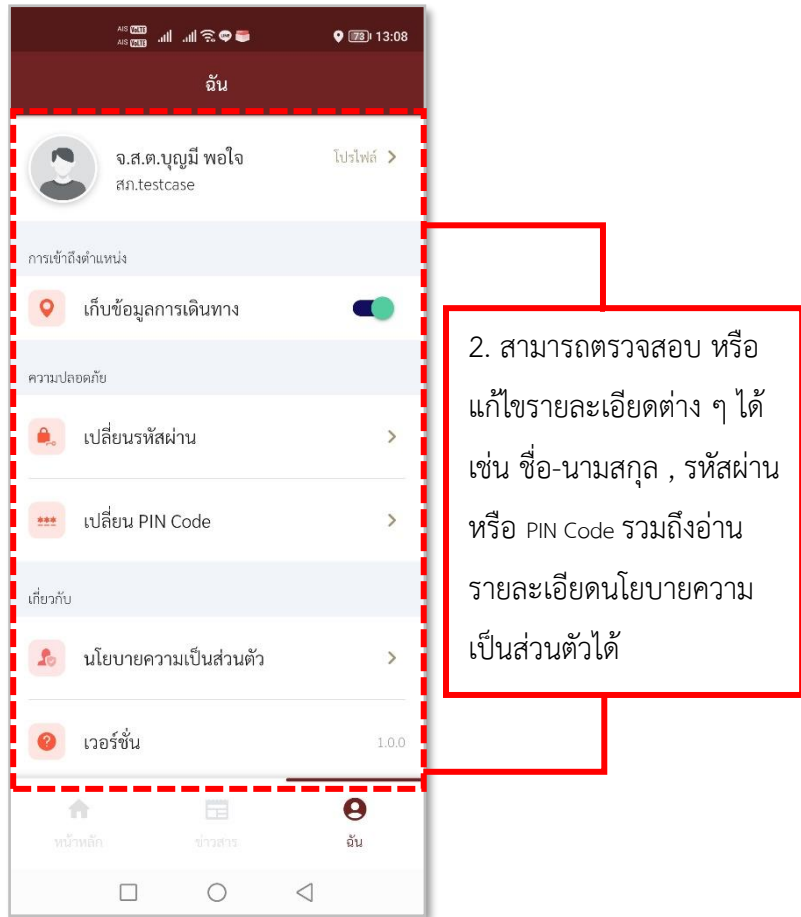 AIS VoLTE
AIS VoLTE
73 13:08
ฉัน
จ.ส.ต.บุญมี พอใจ
โปรไฟล์
สภ.testcase
การเข้าถึงตำแหน่ง
เก็บข้อมูลการเดินทาง
ความปลอดภัย
เปลี่ยนรหัสผ่าน
เปลี่ยน PIN Code
เกี่ยวกับ
นโยบายความเป็นส่วนตัว
เวอร์ชั่น
1.0.0
หน้าหลัก
ข่าวสาร
ฉัน
2. สามารถตรวจสอบ หรือ
แก้ไขรายละเอียดต่าง ๆ ได้
เช่น ชื่อ-นามสกุล , รหัสผ่าน
หรือ PIN Code รวมถึงอ่าน
รายละเอียดนโยบายความ
เป็นส่วนตัวได้